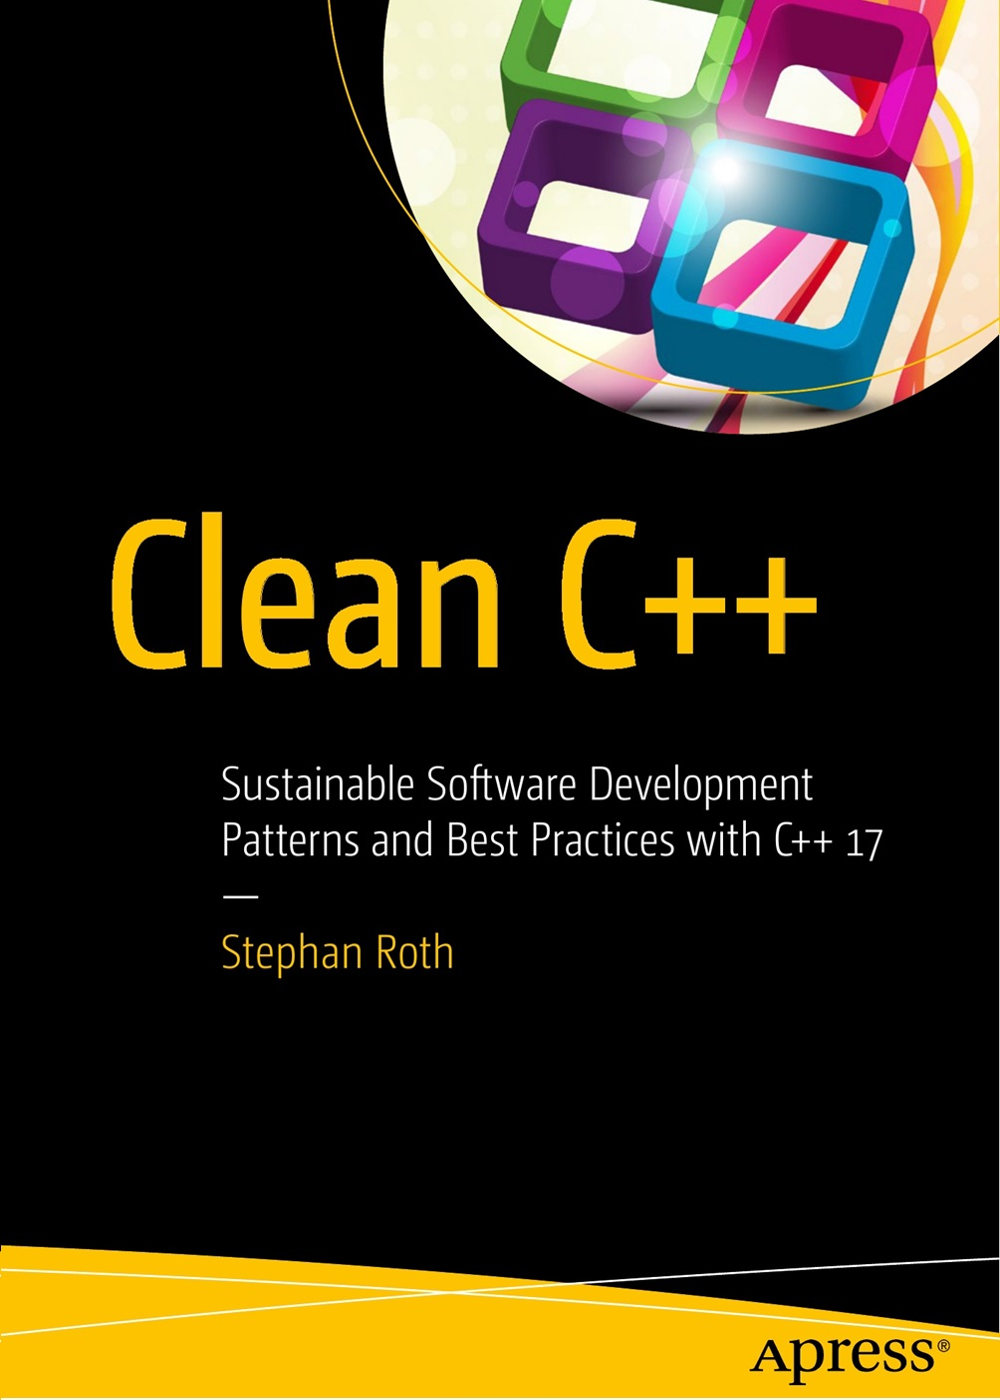 Clean C++
Sustainable Software Development
Patterns and Best Practices with C++ 17
—
Stephan Roth
Apress®